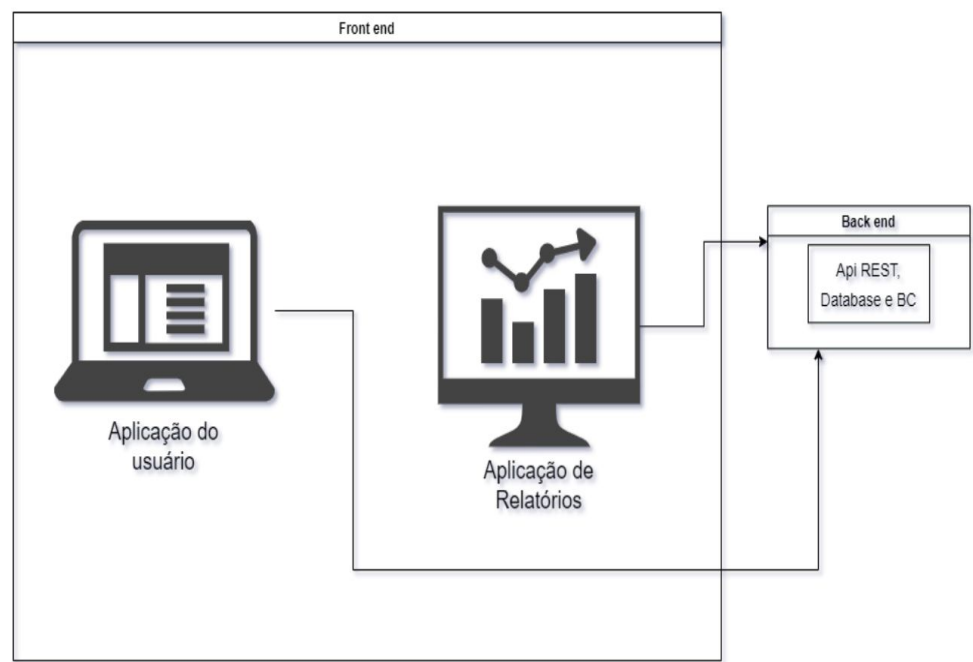 Front end
Aplicação do
usuário
Aplicação de
Relatórios
Back end
Api REST,
Database e BC